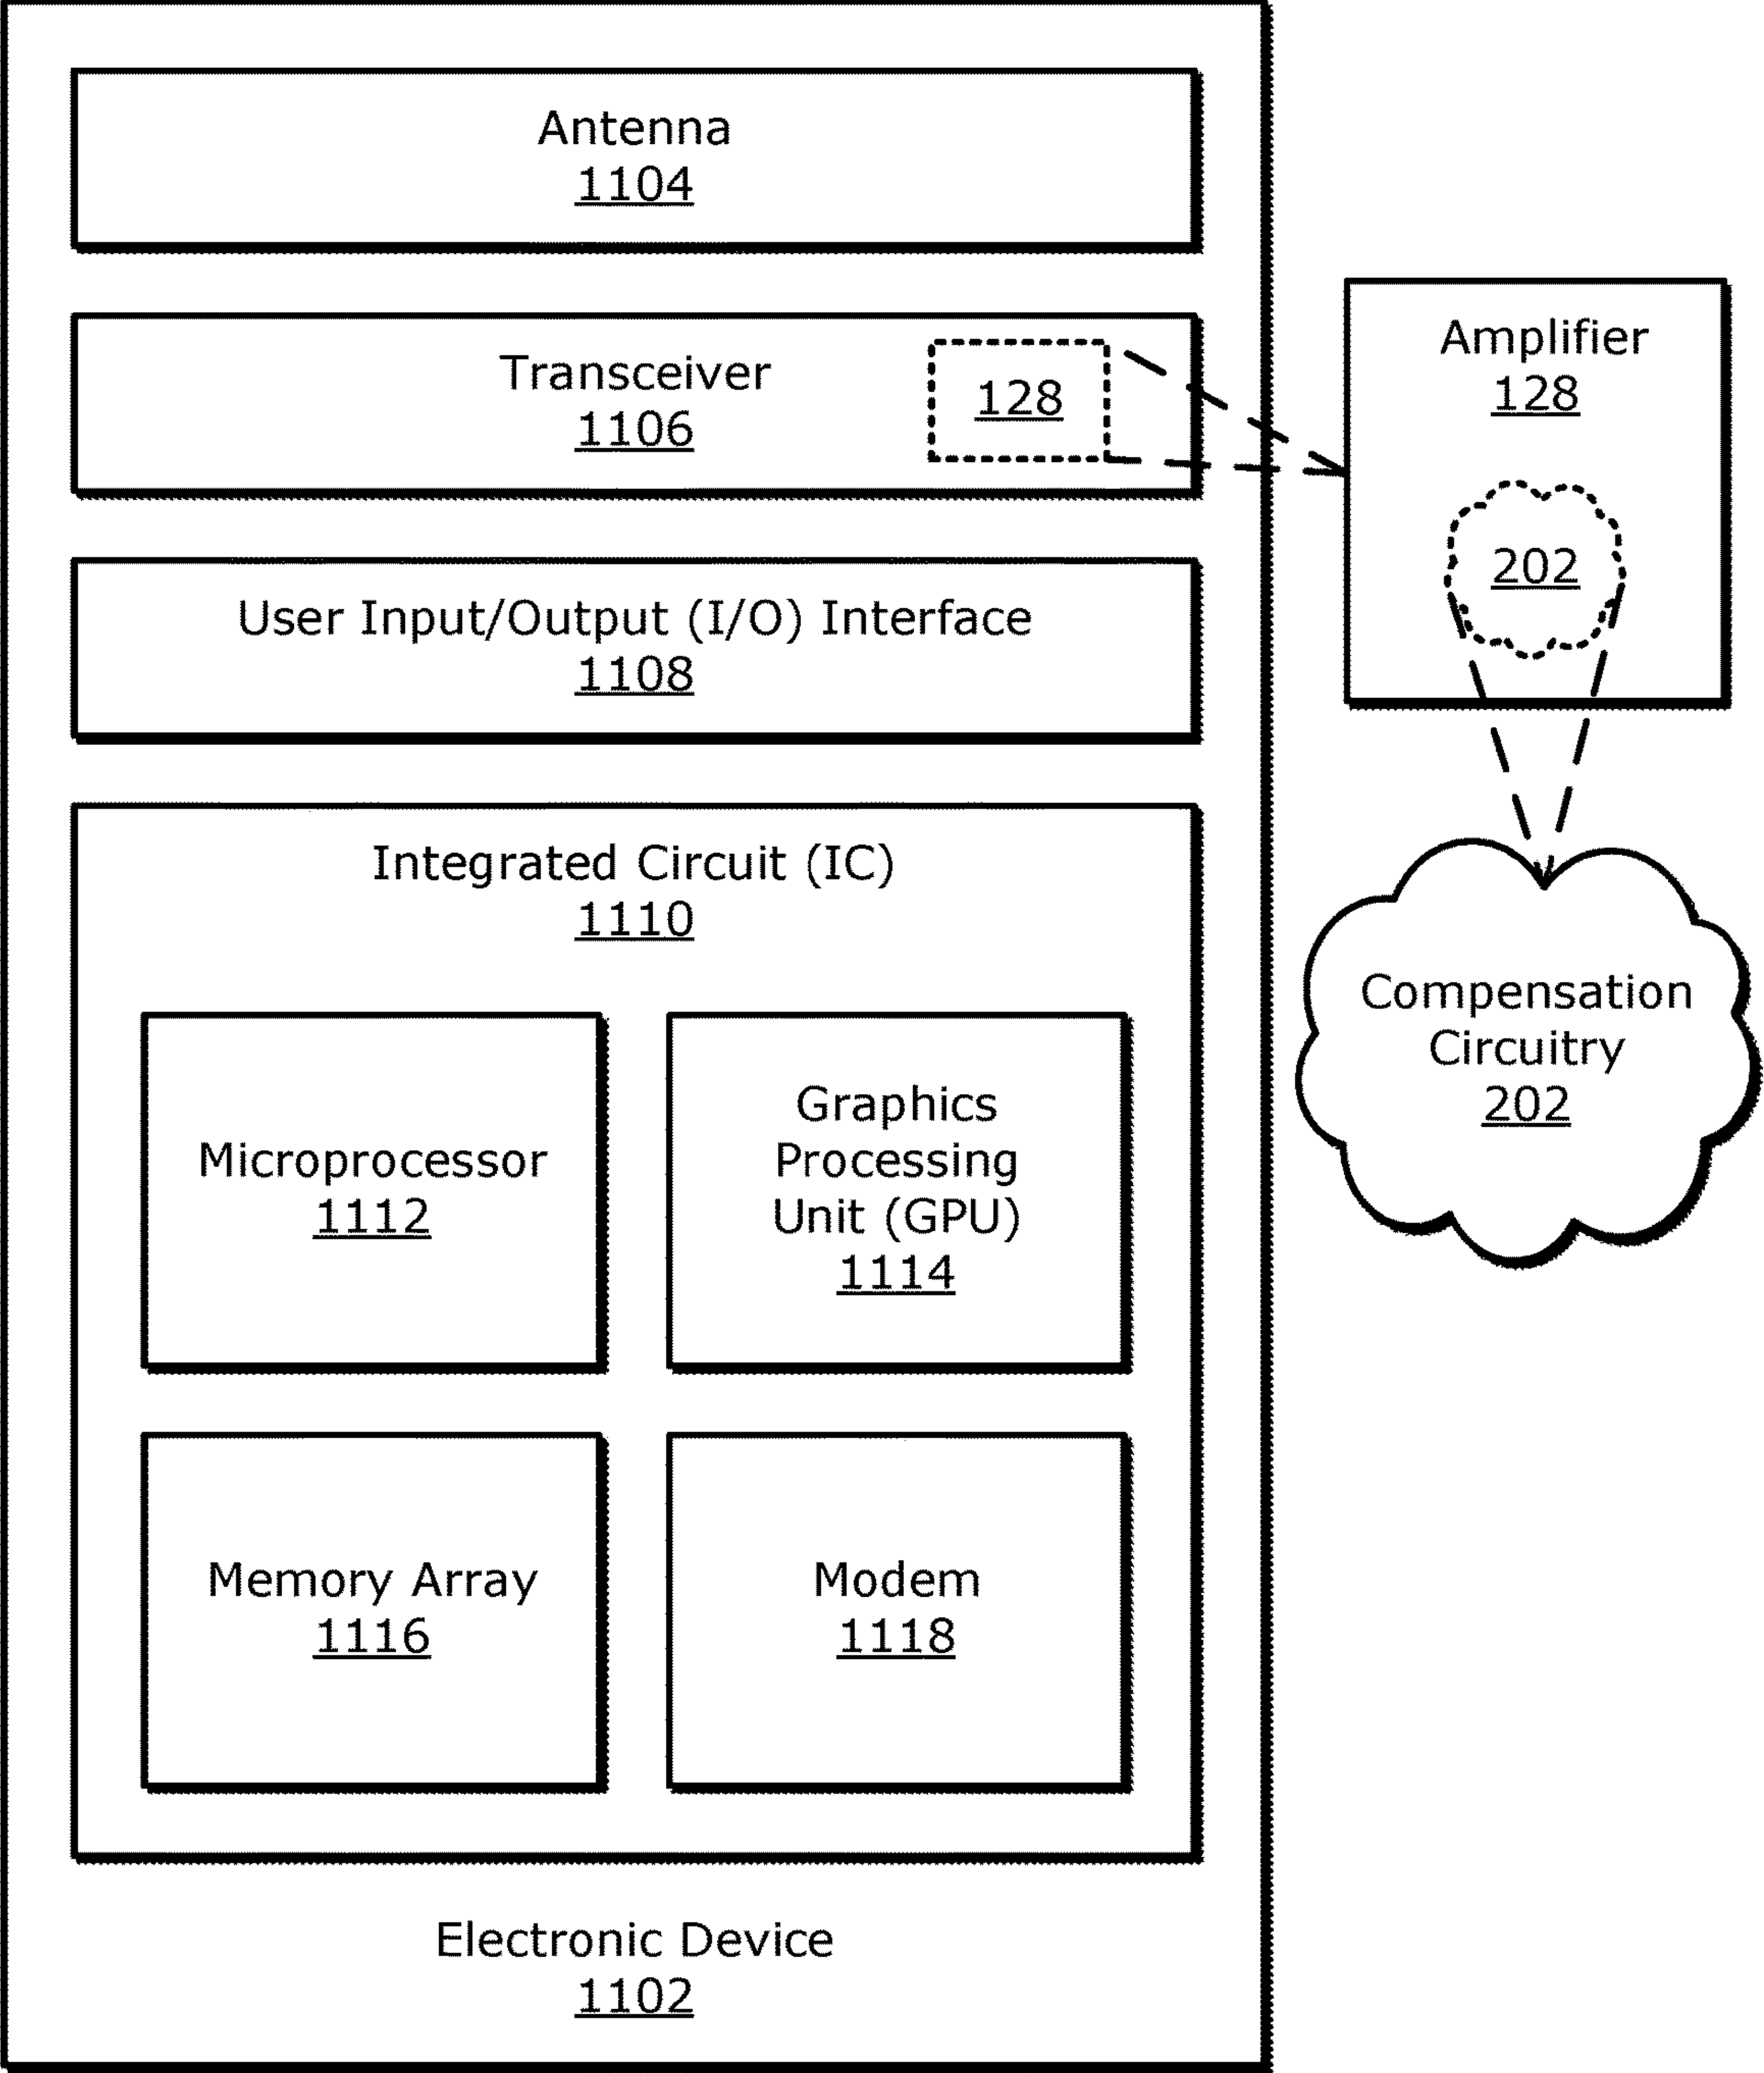 Antenna
1104
Transceiver
1106
128
Amplifier
128
202
User Input/Output (I/O) Interface
1108
Integrated Circuit (IC)
1110
Compensation
Circuitry
202
Microprocessor
1112
Graphics
Processing
Unit (GPU)
1114
Memory Array
1116
Modem
1118
Electronic Device
1102